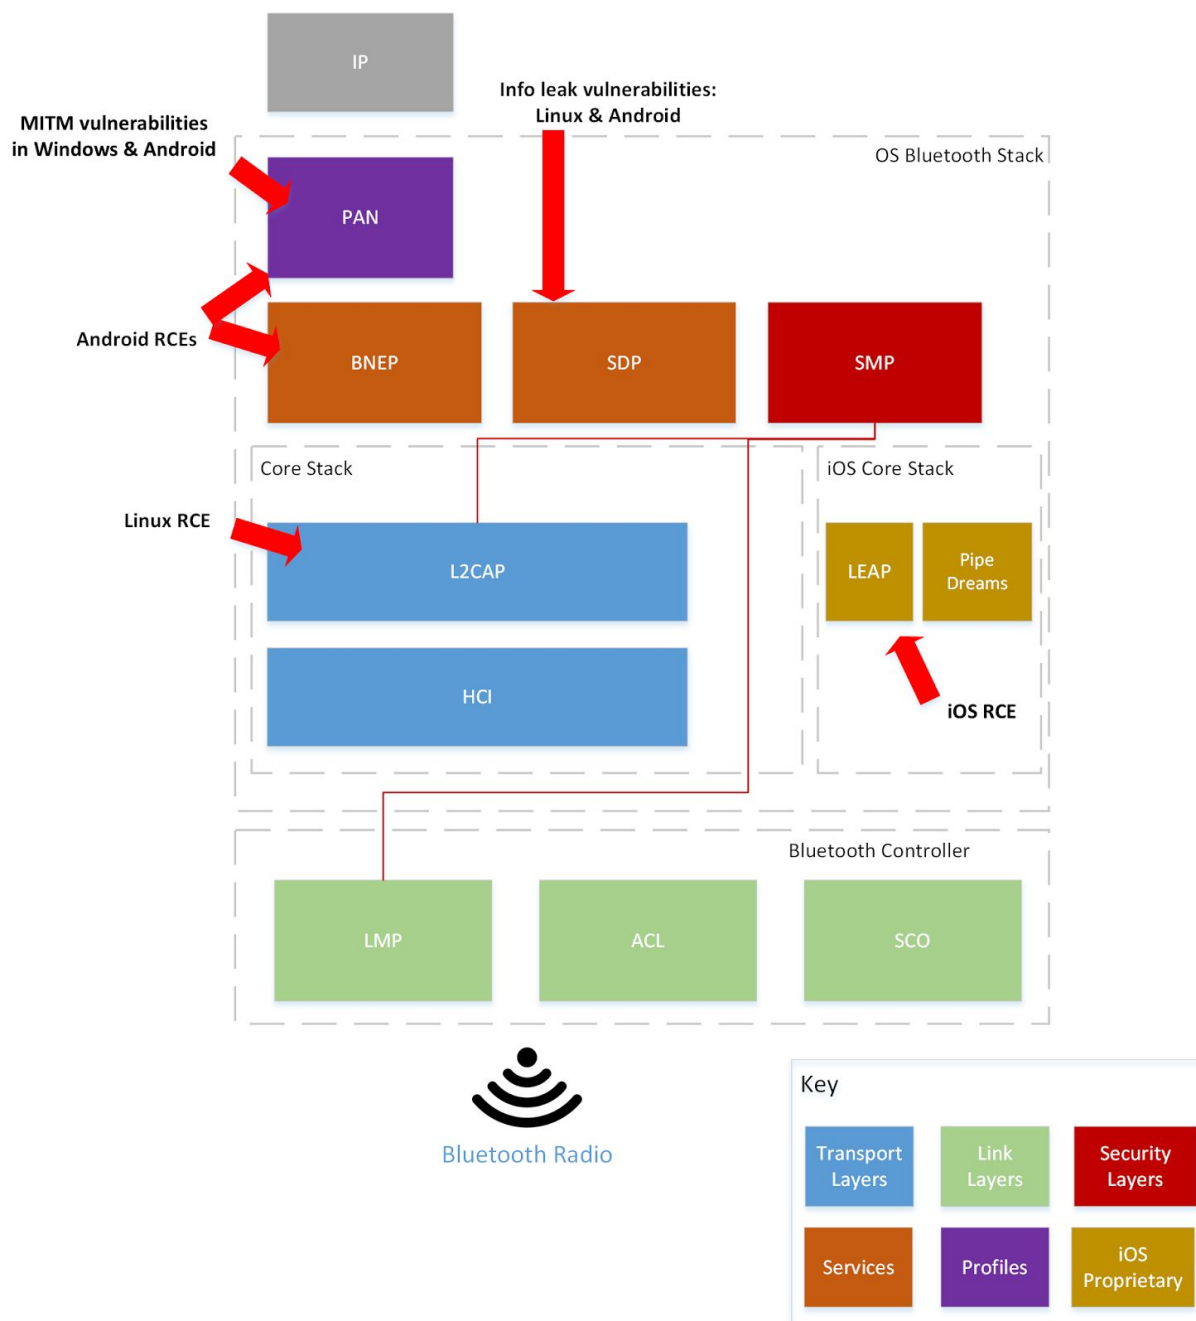 IP
Info leak vulnerabilities:
Linux & Android
MITM vulnerabilities
in Windows & Android
OS Bluetooth Stack
PAN
Android RCEs
BNEP
SDP
SMP
Core Stack
iOS Core Stack
Linux RCE
L2CAP
LEAP
Pipe
Dreams
HCI
iOS RCE
Bluetooth Controller
LMP
ACL
SCO
Bluetooth Radio
Key
Transport
Layers
Link
Layers
Security
Layers
Services
Profiles
iOS
Proprietary